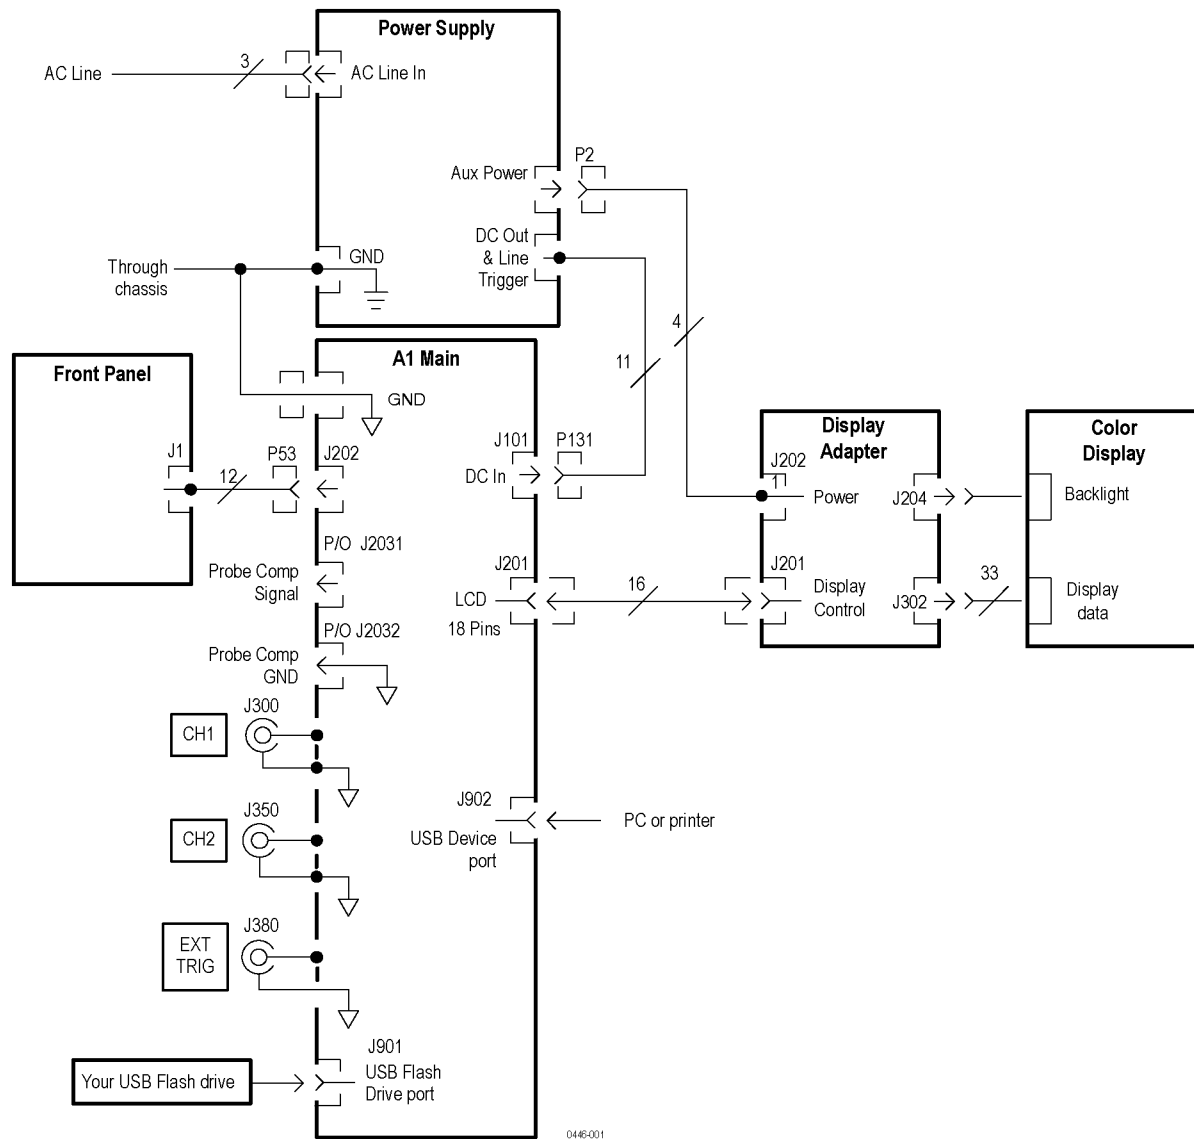 Power Supply
3
AC Line
AC Line In
P2
Aux Power
DC Out
& Line
Trigger
GND
Through
chassis
4
11
A1 Main
Front Panel
GND
Display
Adapter
Color
Display
J1
P53
J202
J101
P131
12
DC In
J202
1
Power
J204
Backlight
P/O J2031
Probe Comp
Signal
J201
LCD
18 Pins
16
J201
Display
Control
J302
33
Display
data
P/O J2032
Probe Comp
GND
J300
CH1
J350
CH2
J902
USB Device
port
PC or printer
J380
EXT
TRIG
J901
USB Flash
Drive port
Your USB Flash drive
0446-001